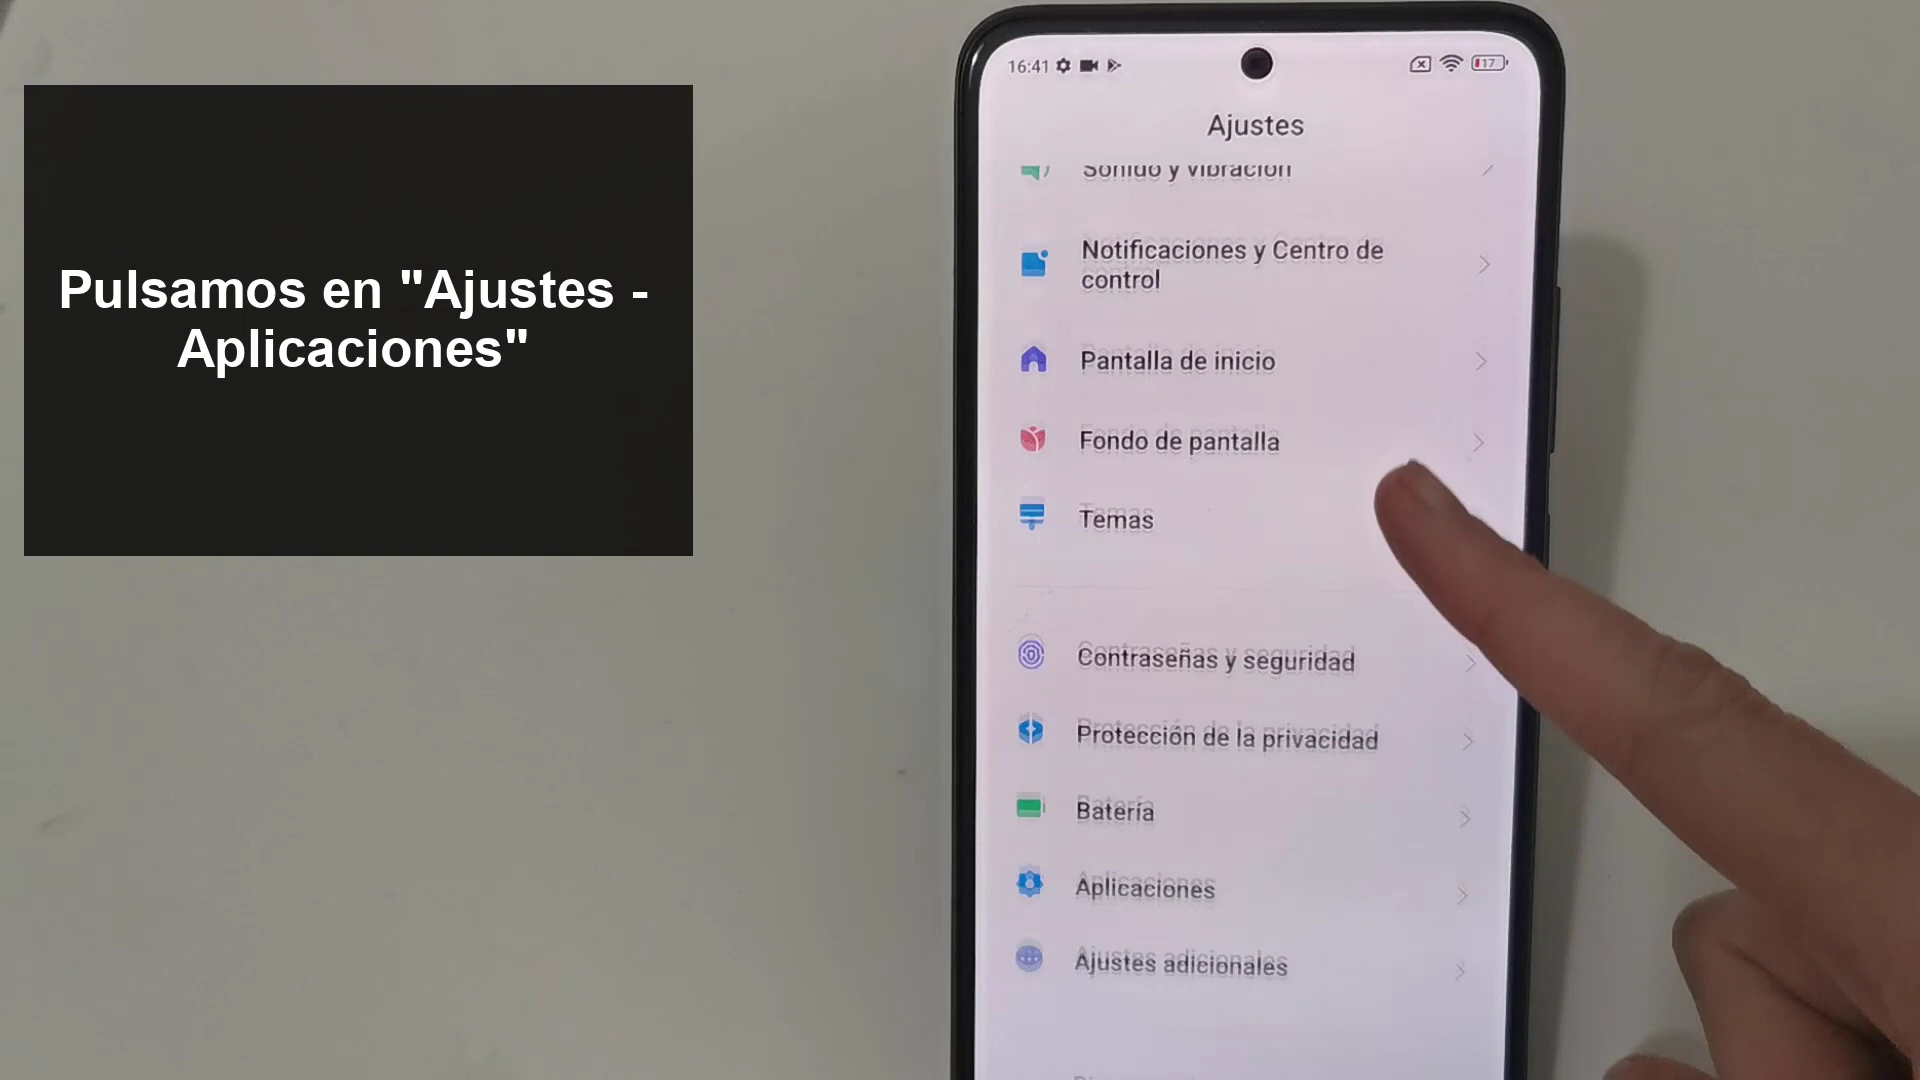 Pulsamos en "Ajustes -
Aplicaciones"
16:41
17
Ajustes
Sonido y vibración
Notificaciones y Centro de
control
Pantalla de inicio
Fondo de pantalla
Temas
Contraseñas y seguridad
Protección de la privacidad
Batería
Aplicaciones
Ajustes adicionales